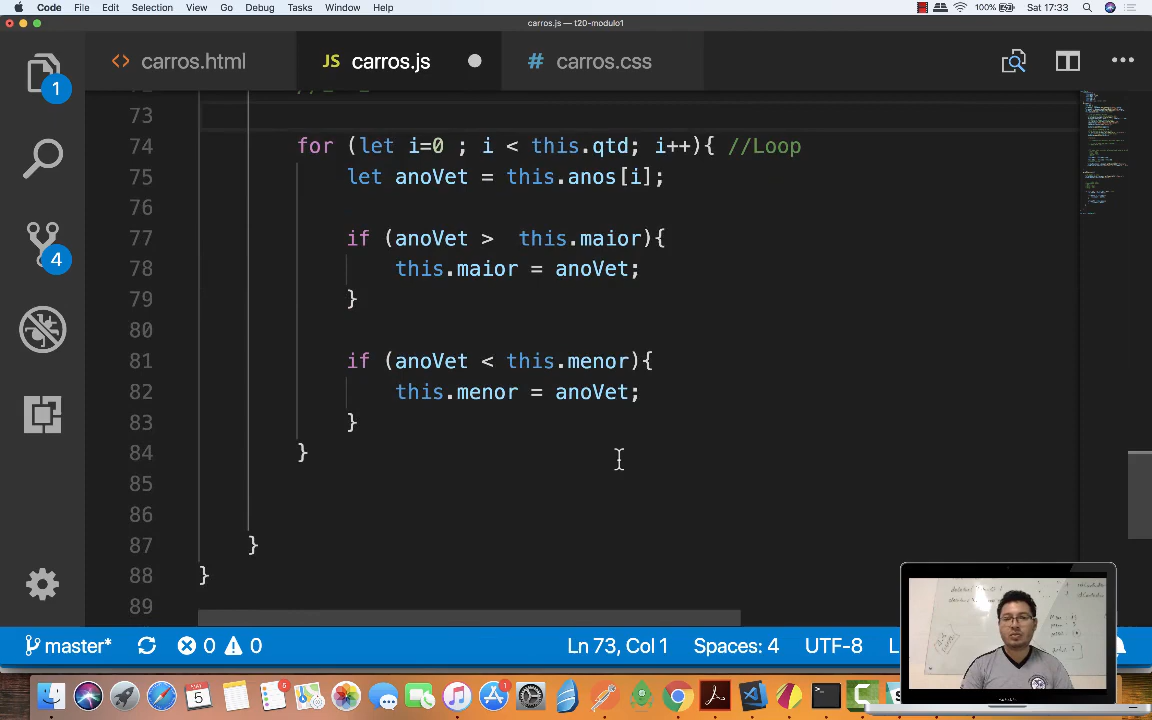 Code File Edit Selection View Go Debug Tasks Window Help 100% Sat 17:33
carros.js — t20-modulo1
carros.html JS carros.js # carros.css
1
73
74 for (let i=0 ; i < this.qtd; i++){ //Loop
75 let anoVet = this.anos[i];
76
77 if (anoVet >  this.maior){
78 this.maior = anoVet;
79 }
80
81 if (anoVet < this.menor){
82 this.menor = anoVet;
83 }
84 }
85
86
87 }
88 }
89
4
master* 0 0 Ln 73, Col 1 Spaces: 4 UTF-8 L